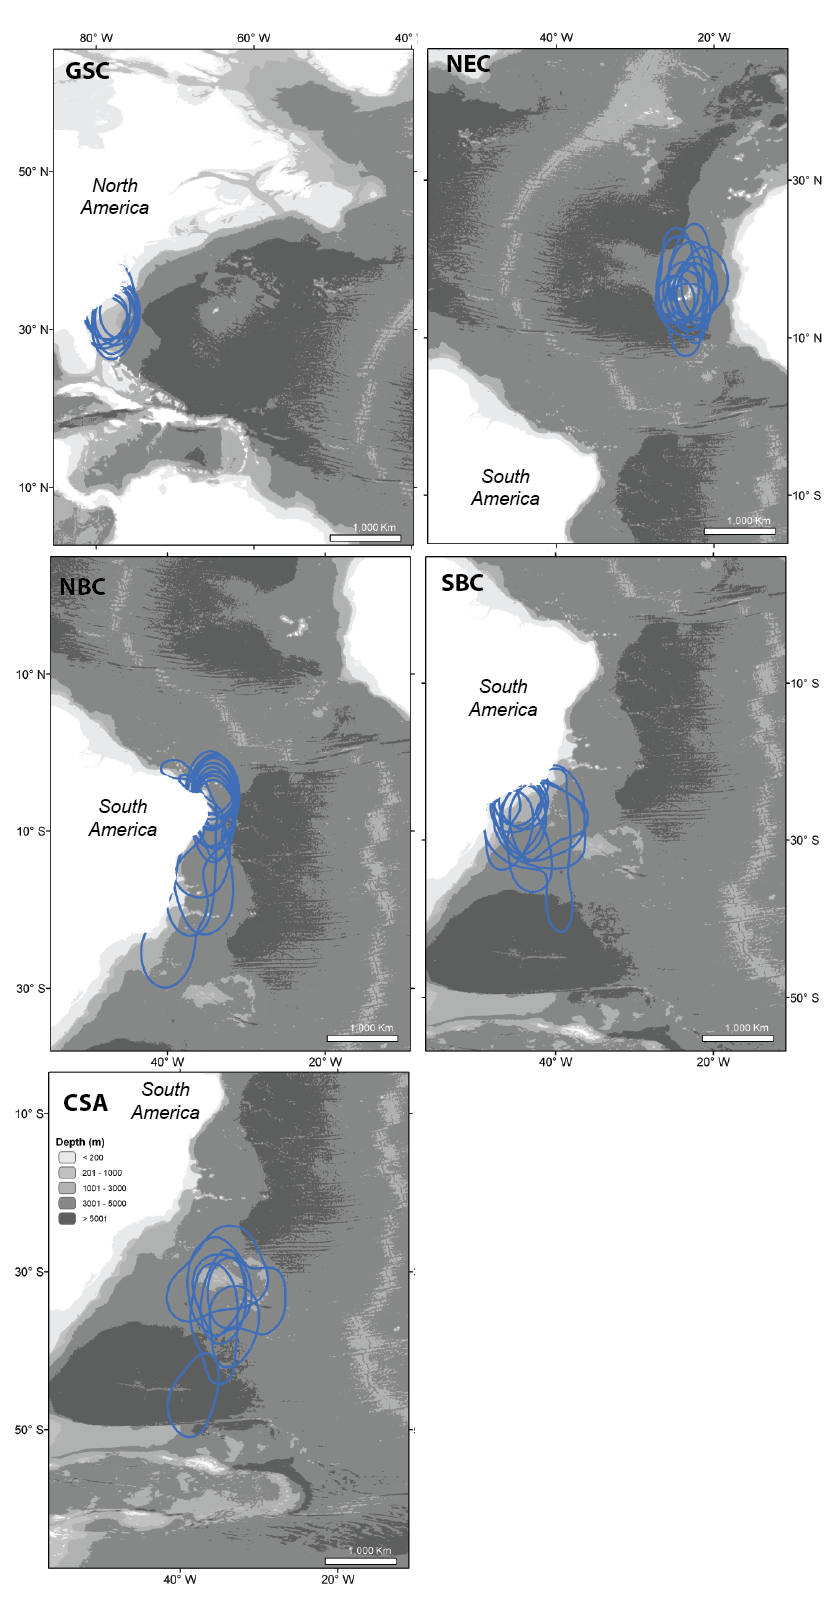 80° W
60° W
40°
GSC
50° N
North
America
30° N
10° N
1,000 Km
40° W
20° W
NEC
30° N
10° N
South
America
10° S
1,000 Km
NBC
10° N
South
America
10° S
30° S
1,000 Km
40° W
20° W
SBC
South
America
10° S
30° S
50° S
1,000 Km
40° W
20° W
South
America
CSA
10° S
Depth (m)
< 200
201 - 1000
1001 - 3000
3001 - 5000
> 5001
30° S
50° S
1,000 Km
40° W
20° W